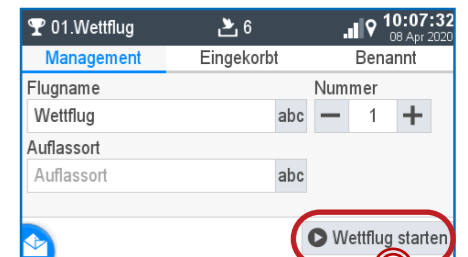 01.Wettflug 6 10:07:32
08 Apr 2020
Management Eingekorbt Benannt
Flugname Nummer
Wettflug abc 1
Auflassort
Auflassort abc
Wettflug starten